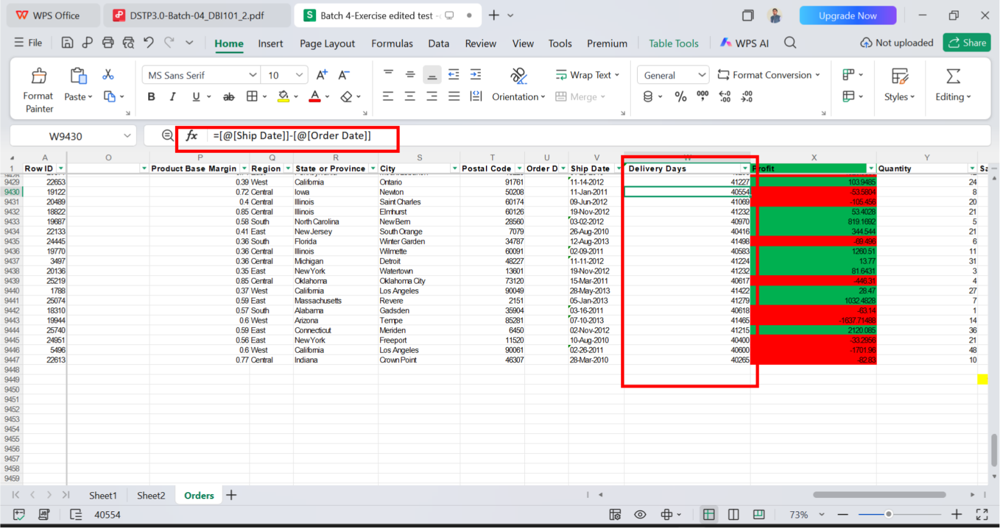 WPS Office DSTP3.0-Batch-04_DBI101_2.pdf Batch 4-Exercise edited test Upgrade Now
File Home Insert Page Layout Formulas Data Review View Tools Premium Table Tools WPS AI Not uploaded Share
MS Sans Serif 10 A+ A- Wrap Text General Format Conversion
Format Painter Paste B I U ab A Orientation Merge % 000 Styles Editing
W9430 fx =[@[Ship Date]]-[@[Order Date]]
A O P Q R S T U V W X Y
1 Row ID Product Base Margin Region State or Province City Postal Code Order D Ship Date Delivery Days Profit Quantity Sa
9429 22653 0.39 West California Ontario 91761 11-14-2012 41227 103.9485 24
9430 19122 0.72 Central Iowa Newton 50208 11-Jan-2011 40554 -53.5804 8
9431 20489 0.4 Central Illinois Saint Charles 60174 09-Jun-2012 41069 -105.456 20
9432 18822 0.85 Central Illinois Elmhurst 60126 19-Nov-2012 41232 53.4028 21
9433 19687 0.58 South North Carolina New Bern 28560 03-02-2012 40970 819.1692 5
9434 22133 0.41 East New Jersey South Orange 7079 26-Aug-2010 40416 344.544 21
9435 24445 0.36 South Florida Winter Garden 34787 12-Aug-2013 41498 -69.496 6
9436 19770 0.36 Central Illinois Wilmette 60091 02-09-2011 40583 1260.51 11
9437 3497 0.36 Central Michigan Detroit 48227 11-11-2012 41224 13.77 31
9438 20136 0.35 East New York Watertown 13601 19-Nov-2012 41232 81.6431 3
9439 25219 0.85 Central Oklahoma Oklahoma City 73120 15-Mar-2011 40617 -446.31 4
9440 1788 0.37 West California Los Angeles 90049 28-May-2013 41422 28.47 27
9441 25074 0.59 East Massachusetts Revere 2151 05-Jan-2013 41279 1032.4828 7
9442 18310 0.57 South Alabama Gadsden 35904 03-16-2011 40618 -63.14 1
9443 19944 0.6 West Arizona Tempe 85281 07-10-2013 41465 -1637.71488 14
9444 25740 0.59 East Connecticut Meriden 6450 02-Nov-2012 41215 2120.085 36
9445 24951 0.56 East New York Freeport 11520 10-Aug-2010 40400 -33.2956 21
9446 5496 0.6 West California Los Angeles 90061 02-26-2011 40600 -1701.96 48
9447 22613 0.77 Central Indiana Crown Point 46307 28-Mar-2010 40265 -82.83 10
9448
9449
9450
9451
9452
9453
9454
9455
9456
9457
9458
9459
Sheet1 Sheet2 Orders
40554 73%